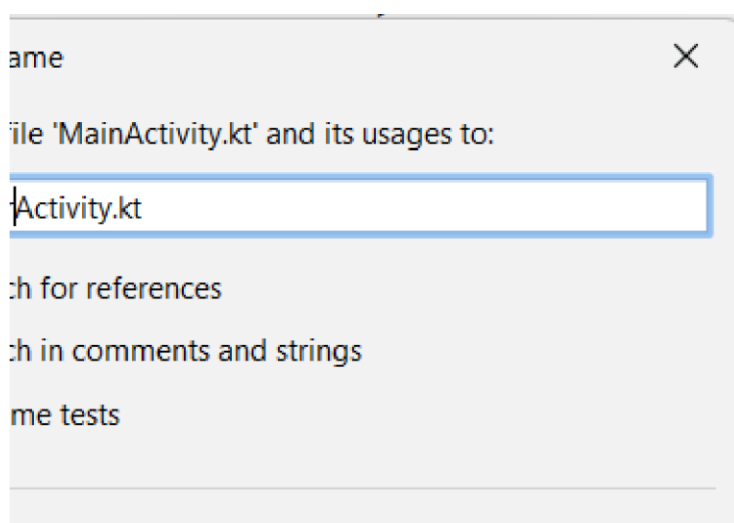 ame
file 'MainActivity.kt' and its usages to:
Activity.kt
ch for references
ch in comments and strings
me tests